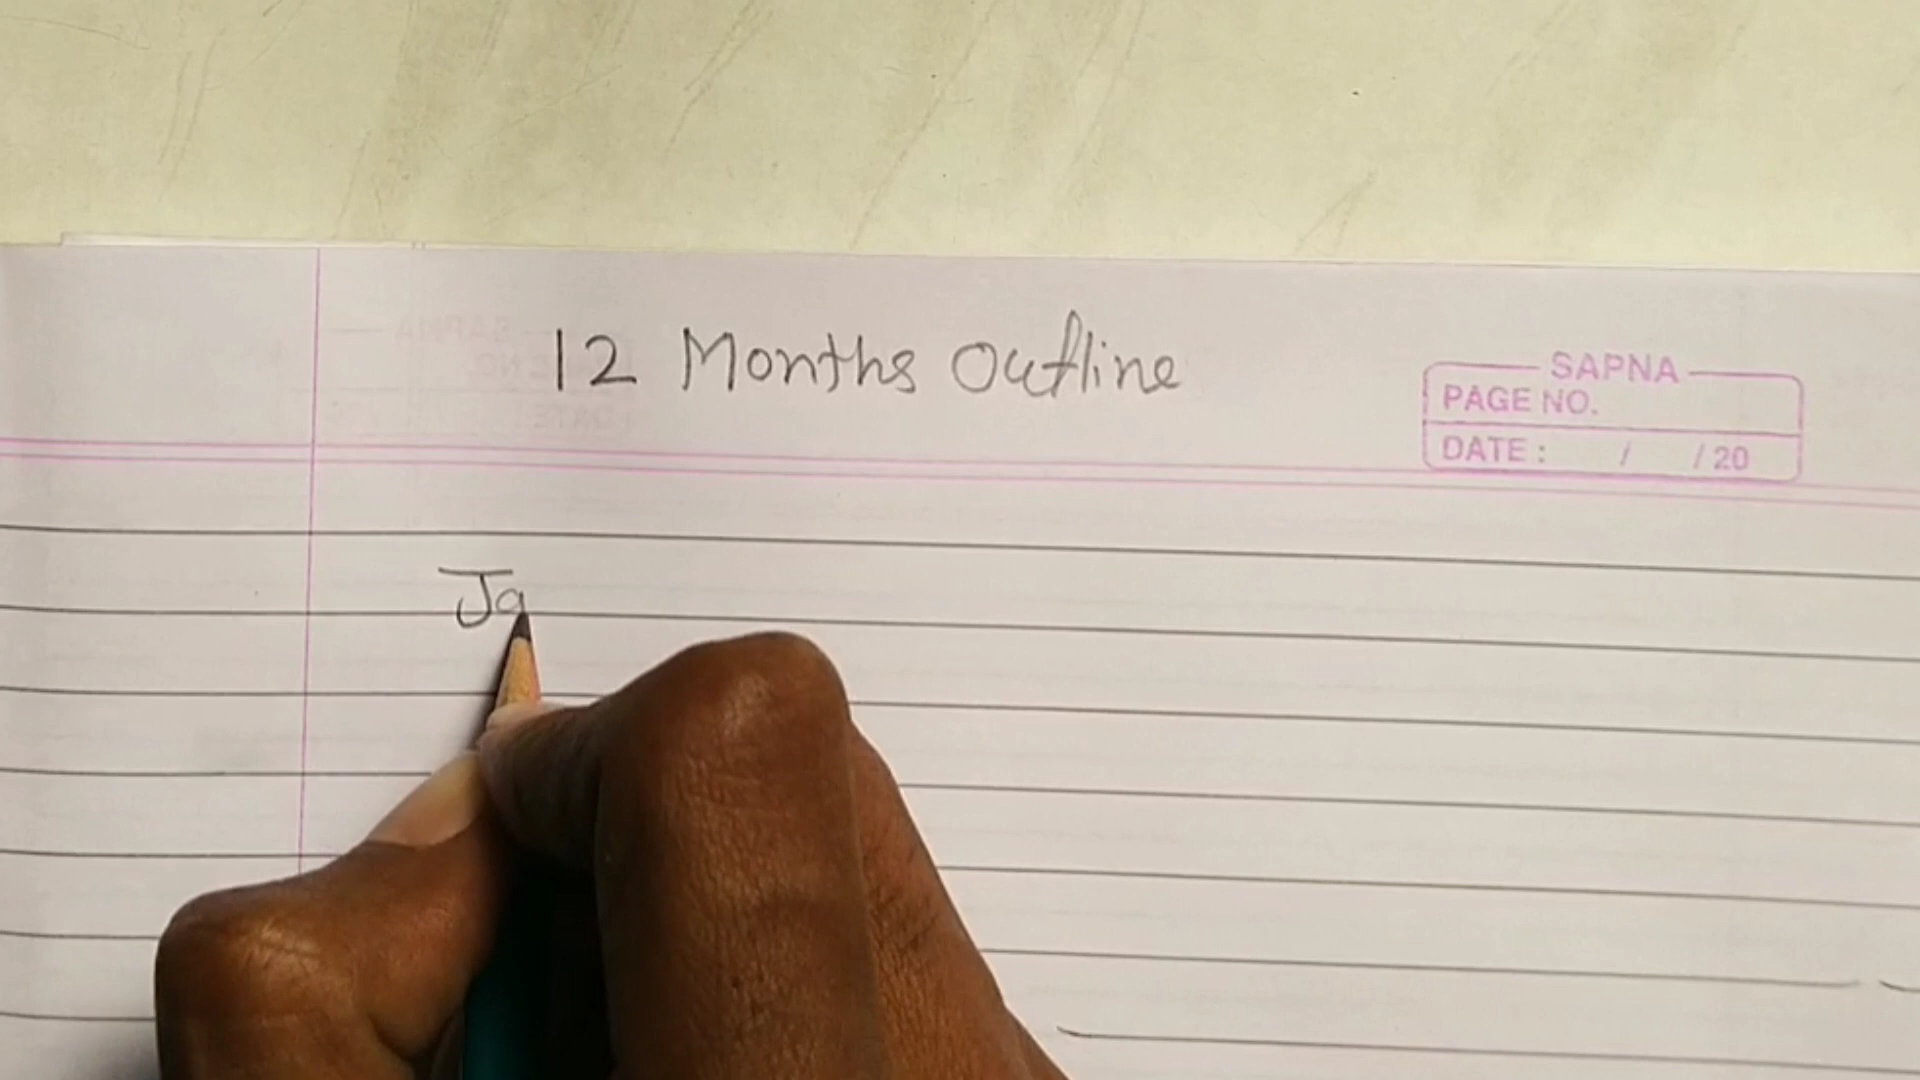 12 Months Outline
SAPNA
PAGE NO.
DATE : / / 20
Ja